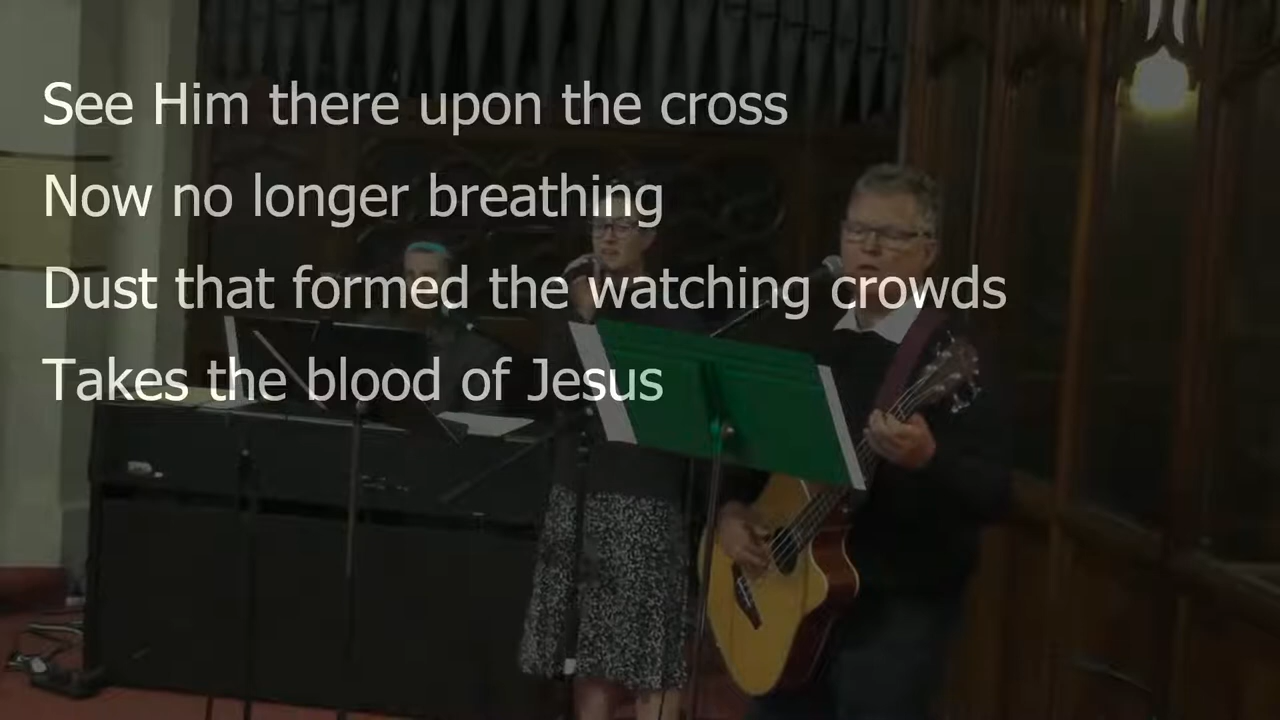 See Him there upon the cross
Now no longer breathing
Dust that formed the watching crowds
Takes the blood of Jesus